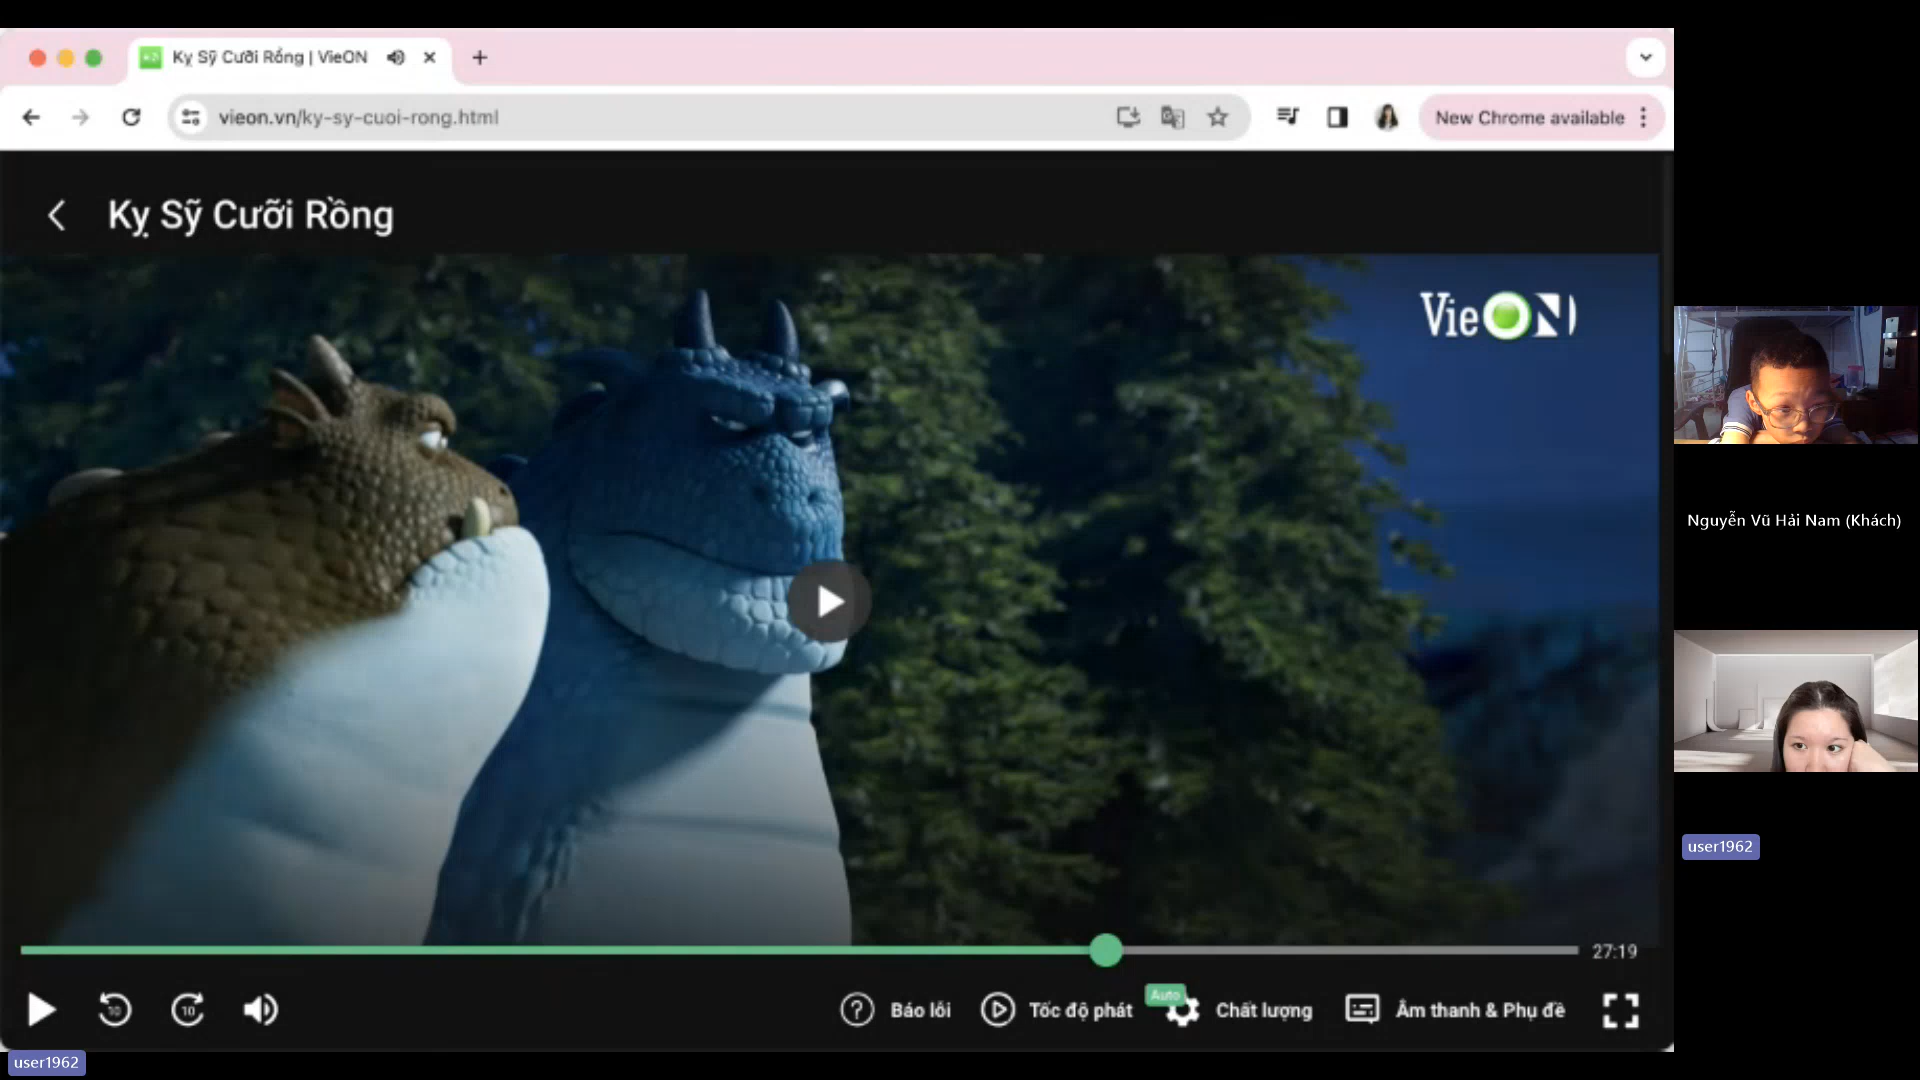 Kỵ Sỹ Cưỡi Rồng | VieON
vieon.vn/ky-sy-cuoi-rong.html
New Chrome available
Kỵ Sỹ Cưỡi Rồng
VieON
Nguyễn Vũ Hải Nam (Khách)
user1962
27:19
10
10
Báo lỗi
Tốc độ phát
Auto
Chất lượng
Âm thanh & Phụ đề
user1962